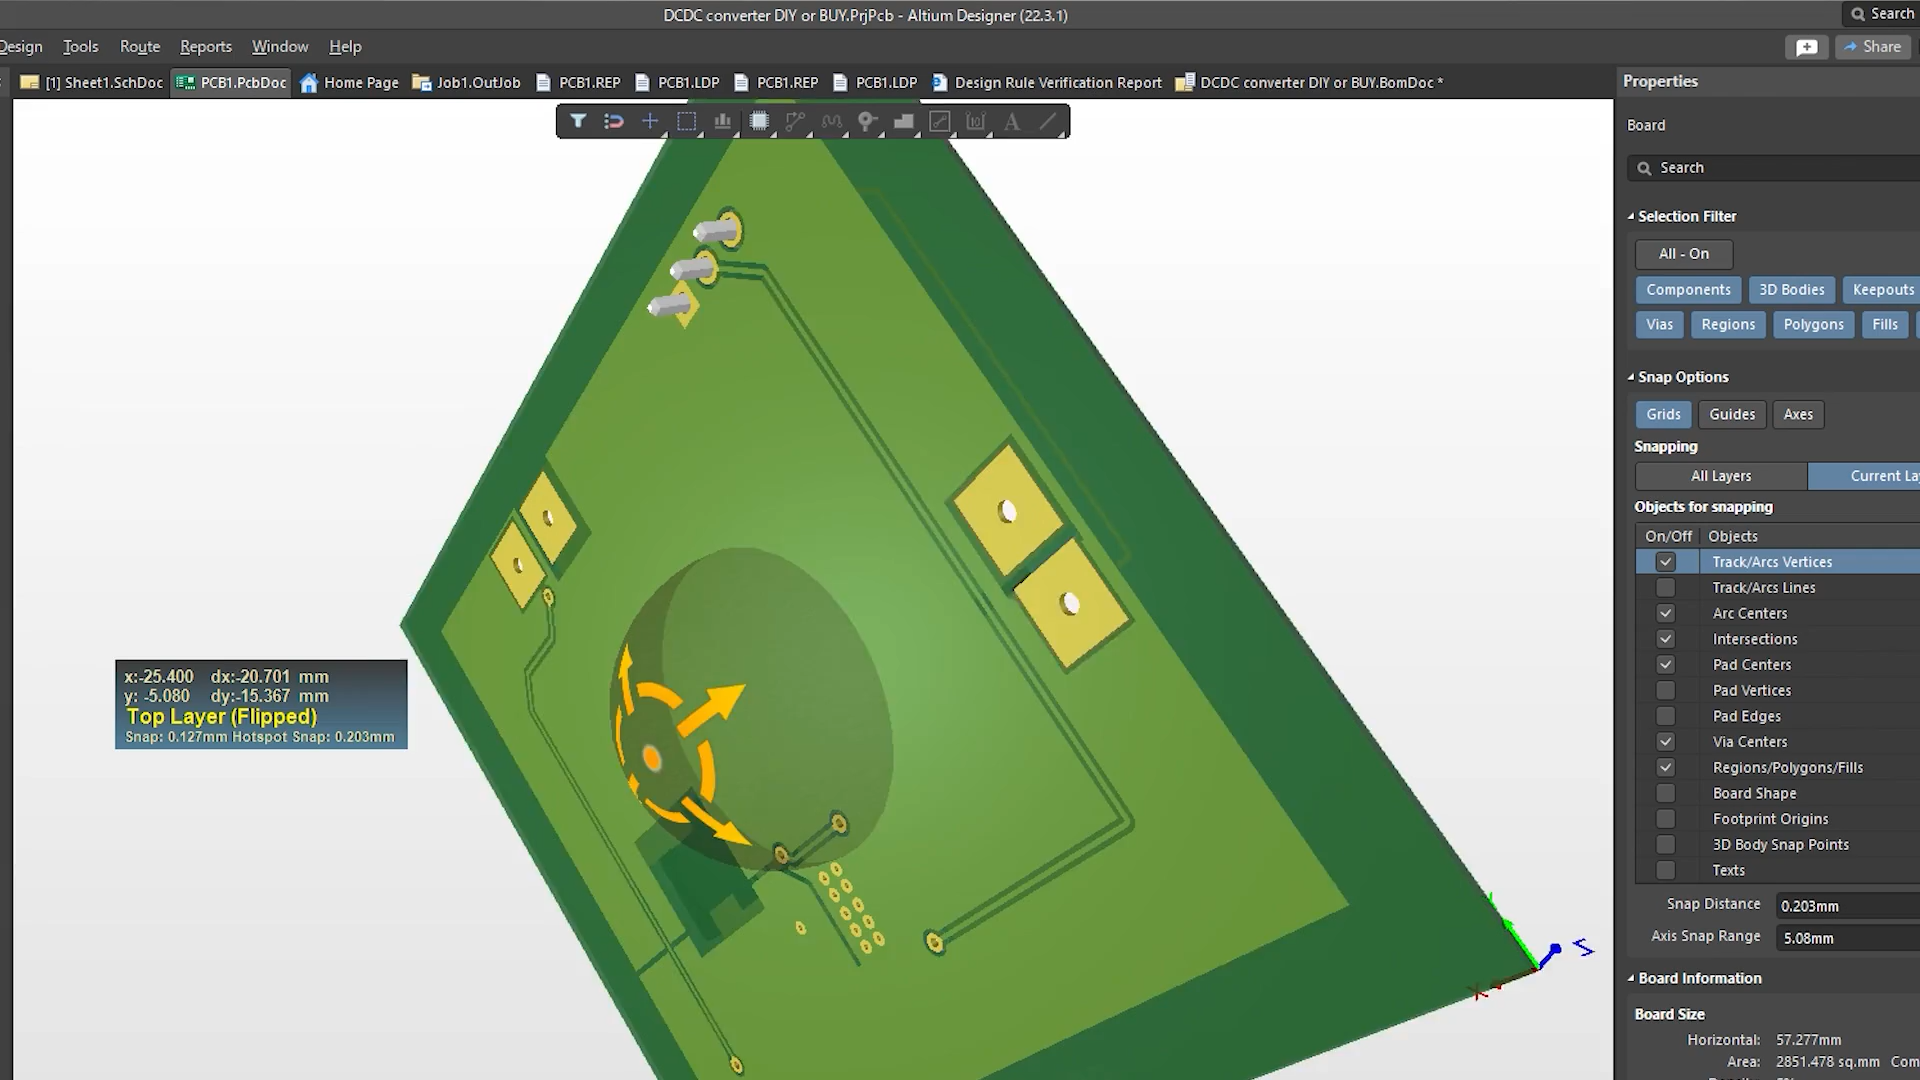 DCDC converter DIY or BUY.PrjPcb - Altium Designer (22.3.1)
Search
Design Tools Route Reports Window Help
Share
[1] Sheet1.SchDoc PCB1.PcbDoc Home Page Job1.OutJob PCB1.REP PCB1.LDP PCB1.REP PCB1.LDP Design Rule Verification Report DCDC converter DIY or BUY.BomDoc *
Properties
Board
Search
Selection Filter
All - On
Components 3D Bodies Keepouts
Vias Regions Polygons Fills
Snap Options
Grids Guides Axes
Snapping
All Layers Current La
Objects for snapping
On/Off Objects
Track/Arcs Vertices
Track/Arcs Lines
Arc Centers
Intersections
Pad Centers
Pad Vertices
Pad Edges
Via Centers
Regions/Polygons/Fills
Board Shape
Footprint Origins
3D Body Snap Points
Texts
Snap Distance 0.203mm
Axis Snap Range 5.08mm
Board Information
Board Size
Horizontal: 57.277mm
Area: 2851.478 sq.mm Com
x:-25.400 dx:-20.701 mm
y: -5.080 dy:-15.367 mm
Top Layer (Flipped)
Snap: 0.127mm Hotspot Snap: 0.203mm
X
Z